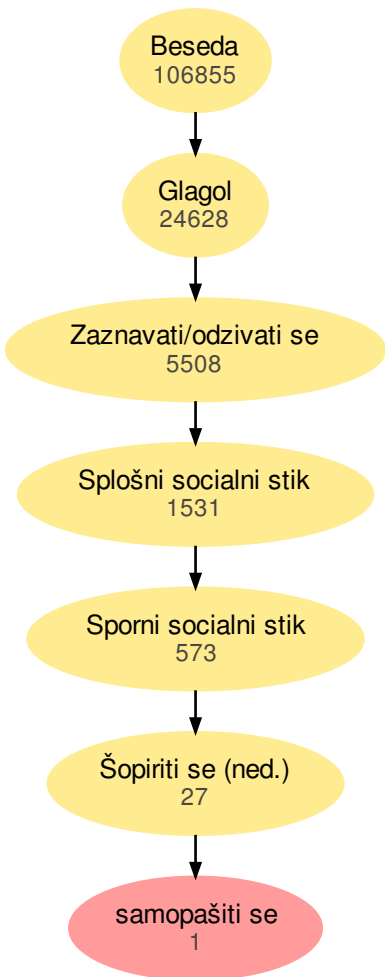 Beseda
106855
Glagol
24628
Zaznavati/odzivati se
5508
Splošni socialni stik
1531
Sporni socialni stik
573
Šopiriti se (ned.)
27
samopašiti se
1